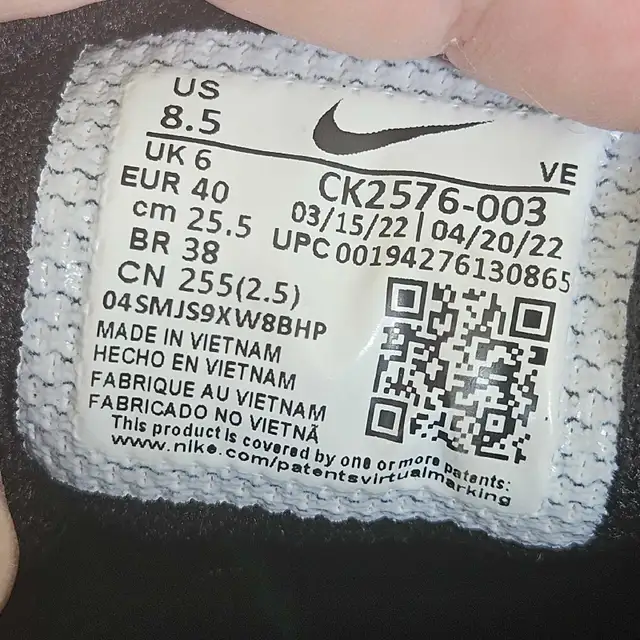 US
8.5
UK 6
EUR 40
cm 25.5
BR 38
CN 255(2.5)
04SMJS9XW8BHP
VE
CK2576-003
03/15/22 | 04/20/22
UPC 00194276130865
MADE IN VIETNAM
HECHO EN VIETNAM
FABRIQUE AU VIETNAM
FABRICADO NO VIETNÃ
This product is covered by one or more patents:
www.nike.com/patentsvirtualmarking